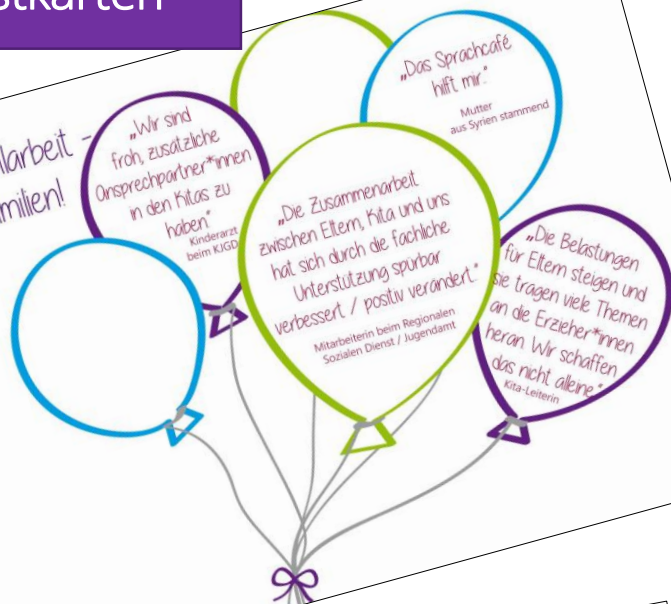 stkarten
larbeit –
milien!
„Wir sind
froh, zusätzliche
Ansprechpartner*innen
in den Kitas zu
haben"
Kinderarzt
beim KJGD
„Das Sprachcafé
hilft mir."
Mutter
aus Syrien stammend
„Die Zusammenarbeit
zwischen Eltern, Kita und uns
hat sich durch die fachliche
Unterstützung spürbar
verbessert / positiv verändert."
Mitarbeiterin beim Regionalen
Sozialen Dienst / Jugendamt
„Die Belastungen
für Eltern steigen und
sie tragen viele Themen
an die Erzieher*innen
heran. Wir schaffen
das nicht alleine."
Kita-Leiterin